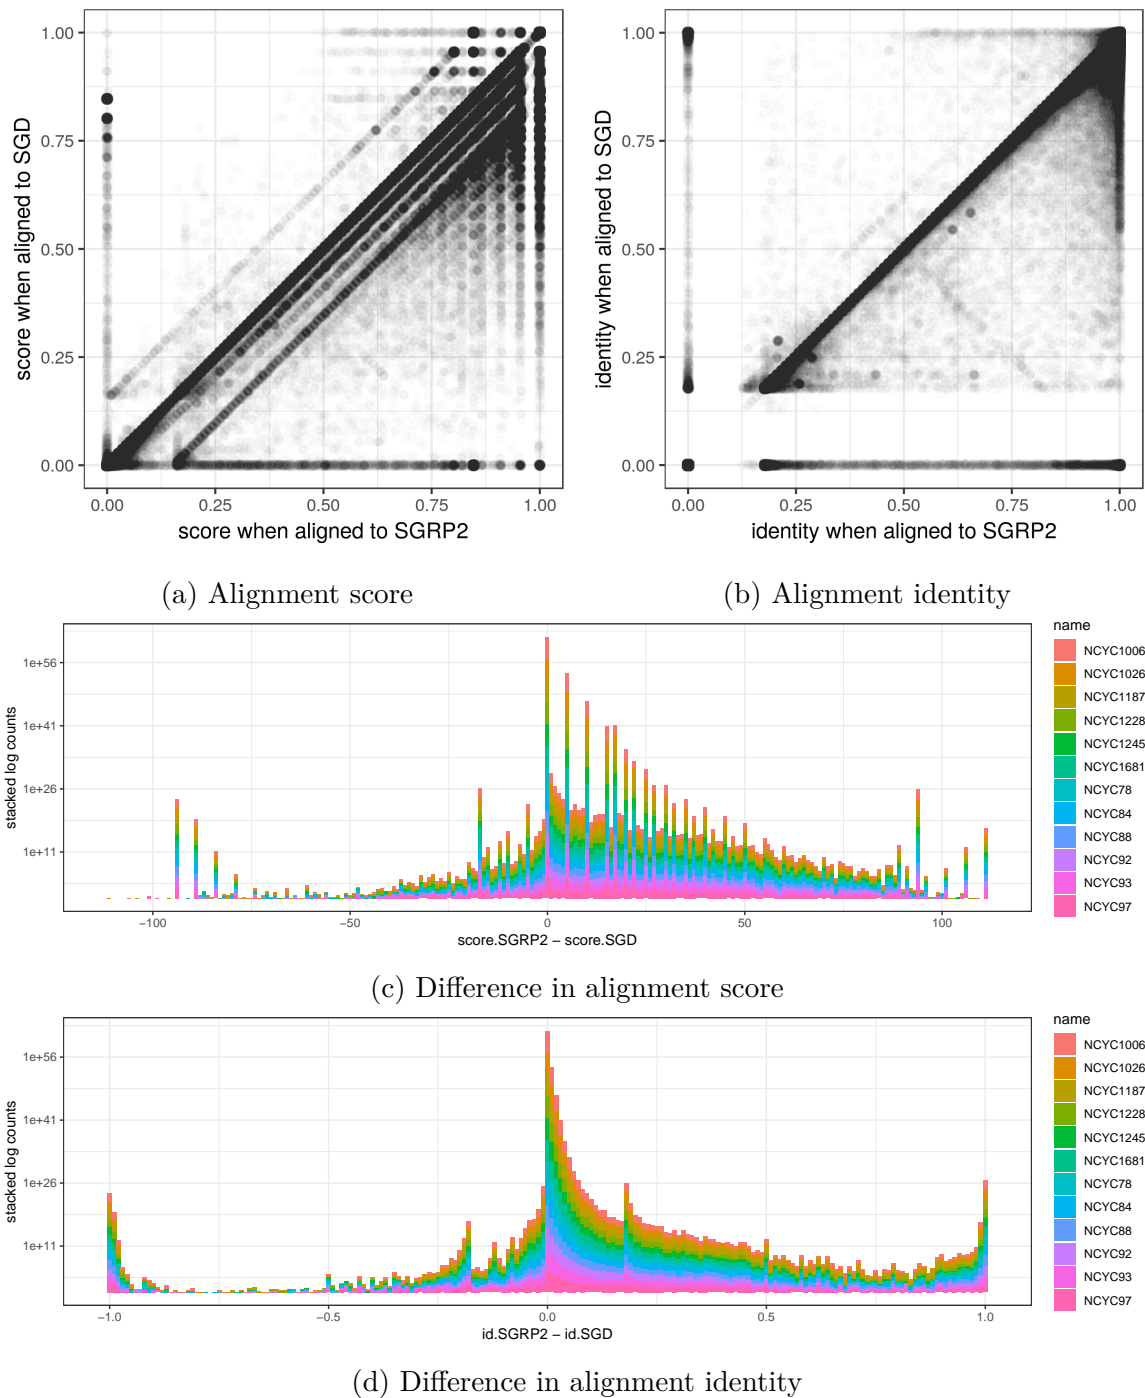 1.00
0.75
0.50
0.25
0.00
score when aligned to SGD
0.00 0.25 0.50 0.75 1.00
score when aligned to SGRP2
(a) Alignment score
1.00
0.75
0.50
0.25
0.00
identity when aligned to SGD
0.00 0.25 0.50 0.75 1.00
identity when aligned to SGRP2
(b) Alignment identity
1e+56
1e+41
1e+26
1e+11
stacked log counts
−100 −50 0 50 100
score.SGRP2 − score.SGD
name
NCYC1006
NCYC1026
NCYC1187
NCYC1228
NCYC1245
NCYC1681
NCYC78
NCYC84
NCYC88
NCYC92
NCYC93
NCYC97
(c) Difference in alignment score
1e+56
1e+41
1e+26
1e+11
stacked log counts
−1.0 −0.5 0.0 0.5 1.0
id.SGRP2 − id.SGD
name
NCYC1006
NCYC1026
NCYC1187
NCYC1228
NCYC1245
NCYC1681
NCYC78
NCYC84
NCYC88
NCYC92
NCYC93
NCYC97
(d) Difference in alignment identity